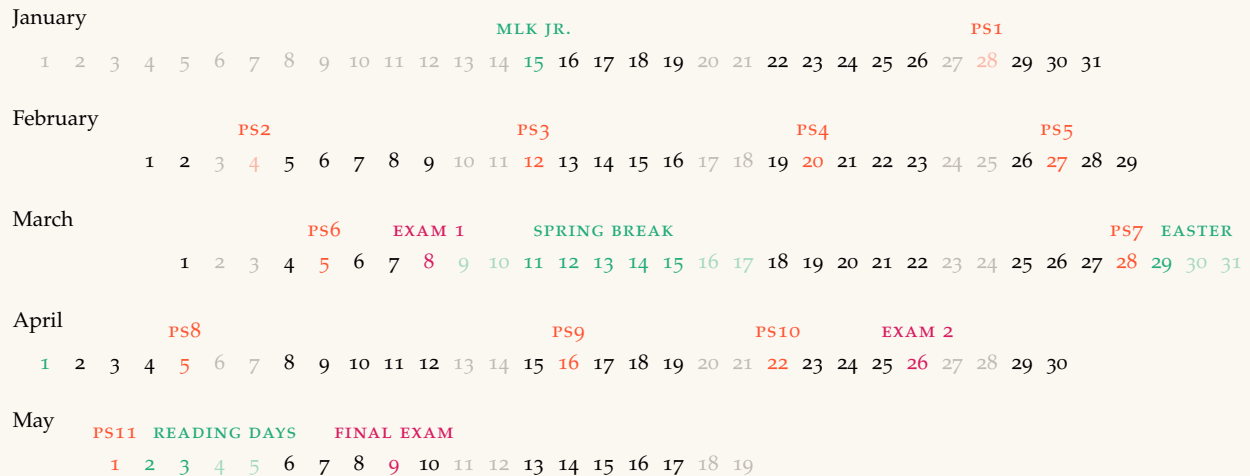 January
MLK JR. PS1
1 2 3 4 5 6 7 8 9 10 11 12 13 14 15 16 17 18 19 20 21 22 23 24 25 26 27 28 29 30 31
February
PS2 PS3 PS4 PS5
1 2 3 4 5 6 7 8 9 10 11 12 13 14 15 16 17 18 19 20 21 22 23 24 25 26 27 28 29
March
PS6 EXAM 1 SPRING BREAK PS7 EASTER
1 2 3 4 5 6 7 8 9 10 11 12 13 14 15 16 17 18 19 20 21 22 23 24 25 26 27 28 29 30 31
April
PS8 PS9 PS10 EXAM 2
1 2 3 4 5 6 7 8 9 10 11 12 13 14 15 16 17 18 19 20 21 22 23 24 25 26 27 28 29 30
May
PS11 READING DAYS FINAL EXAM
1 2 3 4 5 6 7 8 9 10 11 12 13 14 15 16 17 18 19